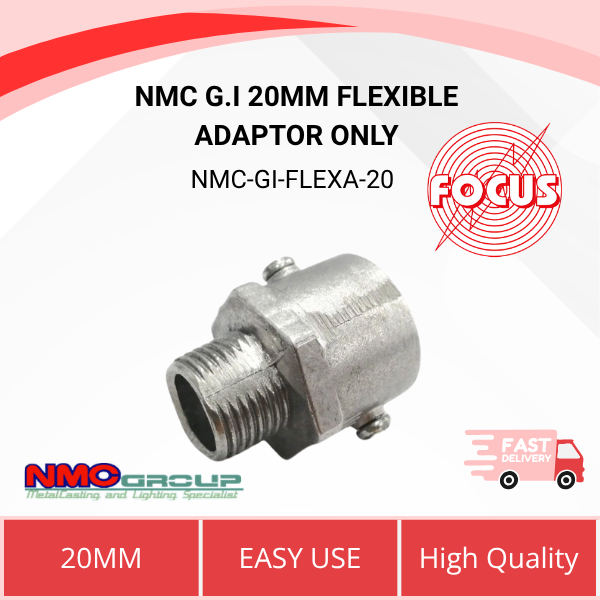 NMC G.I 20MM FLEXIBLE
ADAPTOR ONLY
NMC-GI-FLEXA-20
FOCUS
FAST
DELIVERY
NMC GROUP
MetalCasting and Lighting Specialist
20MM
EASY USE
High Quality